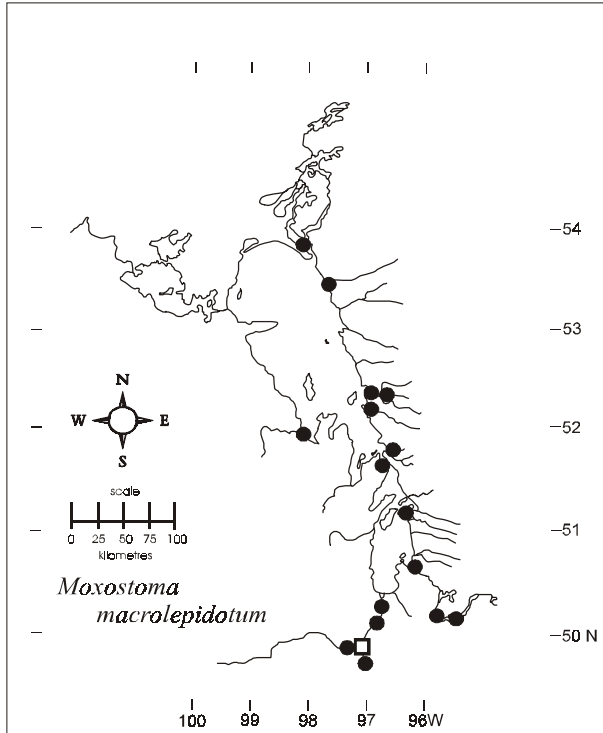 54
53
N
W E
S
52
scale
0 25 50 75 100
kilometres
51
Moxostoma
macrolepidotum
50 N
100 99 98 97 96W